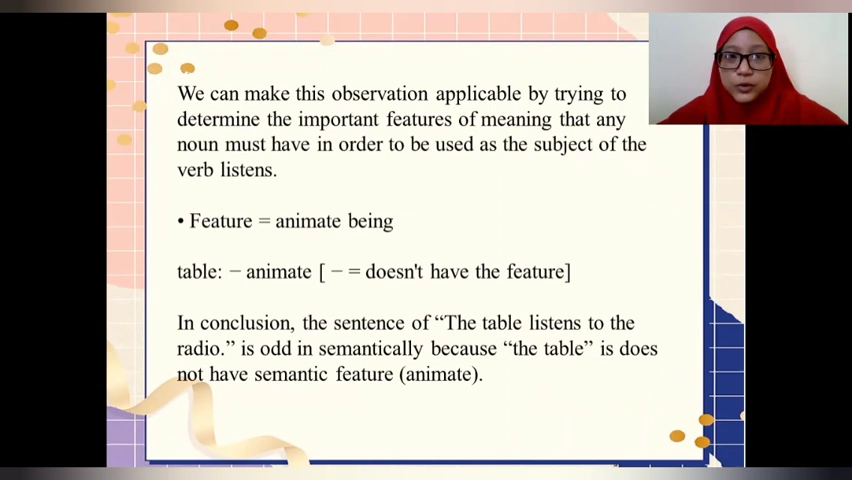 We can make this observation applicable by trying to
determine the important features of meaning that any
noun must have in order to be used as the subject of the
verb listens.
• Feature = animate being
table: − animate [ − = doesn't have the feature]
In conclusion, the sentence of “The table listens to the
radio.” is odd in semantically because “the table” is does
not have semantic feature (animate).